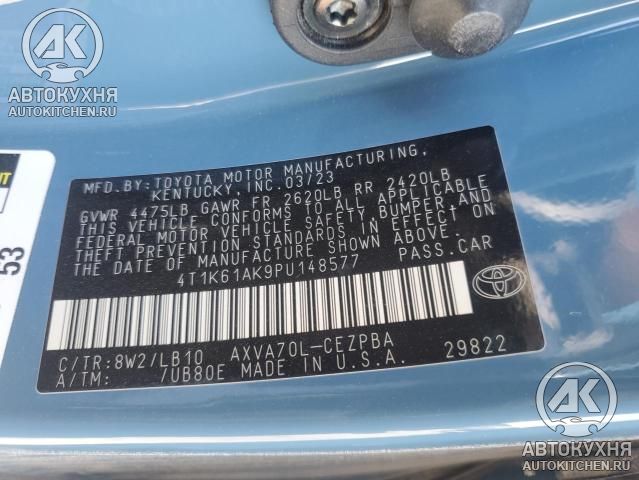 АК
АВТОКУХНЯ
AUTOKITCHEN.RU
MFD.BY:TOYOTA MOTOR MANUFACTURING,
KENTUCKY, INC.03/23
GVWR 4475LB GAWR FR 2620LB RR 2420LB
THIS VEHICLE CONFORMS TO ALL APPLICABLE
FEDERAL MOTOR VEHICLE SAFETY,BUMPER,AND
THEFT PREVENTION STANDARDS IN EFFECT ON
THE DATE OF MANUFACTURE SHOWN ABOVE.
4T1K61AK9PU148577 PASS.CAR
C/TR:8W2/LB10 AXVA70L-CEZPBA
A/TM: /UB80E MADE IN U.S.A. 29822
53
АК
АВТОКУХНЯ
AUTOKITCHEN.RU